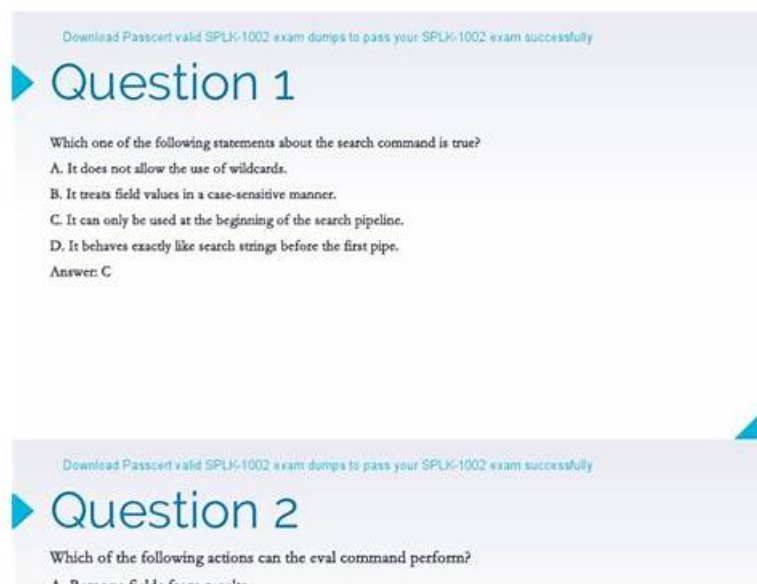 Download Passcert valid SPLK-1002 exam dumps to pass your SPLK-1002 exam successfully
Question 1
Which one of the following statements about the search command is true?
A. It does not allow the use of wildcards.
B. It treats field values in a case-sensitive manner.
C. It can only be used at the beginning of the search pipeline.
D. It behaves exactly like search strings before the first pipe.
Answer: C
Download Passcert valid SPLK-1002 exam dumps to pass your SPLK-1002 exam successfully
Question 2
Which of the following actions can the eval command perform?